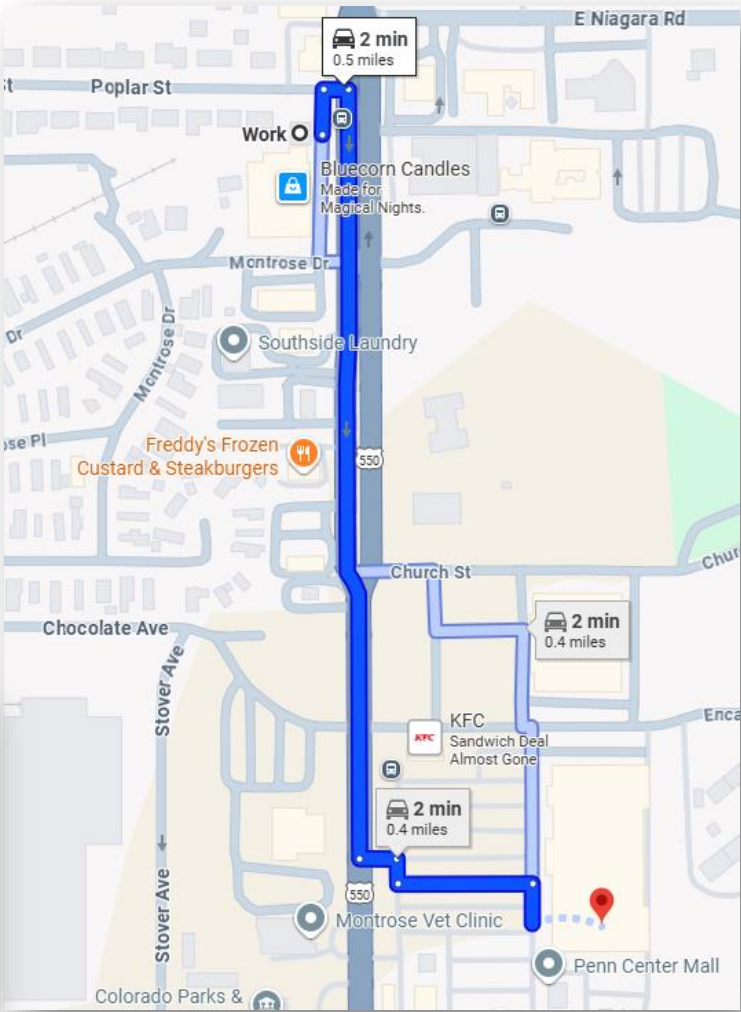 E Niagara Rd
2 min
0.5 miles
St
Poplar St
Work
Bluecorn Candles
Made for
Magical Nights.
Montrose Dr
Dr
Montrose Dr
Southside Laundry
ose Pl
Freddy's Frozen
Custard & Steakburgers
550
Church St
Chur
2 min
0.4 miles
Chocolate Ave
Stover Ave
KFC
KFC
Sandwich Deal
Almost Gone
Enca
2 min
0.4 miles
550
Stover Ave
Montrose Vet Clinic
Penn Center Mall
Colorado Parks &